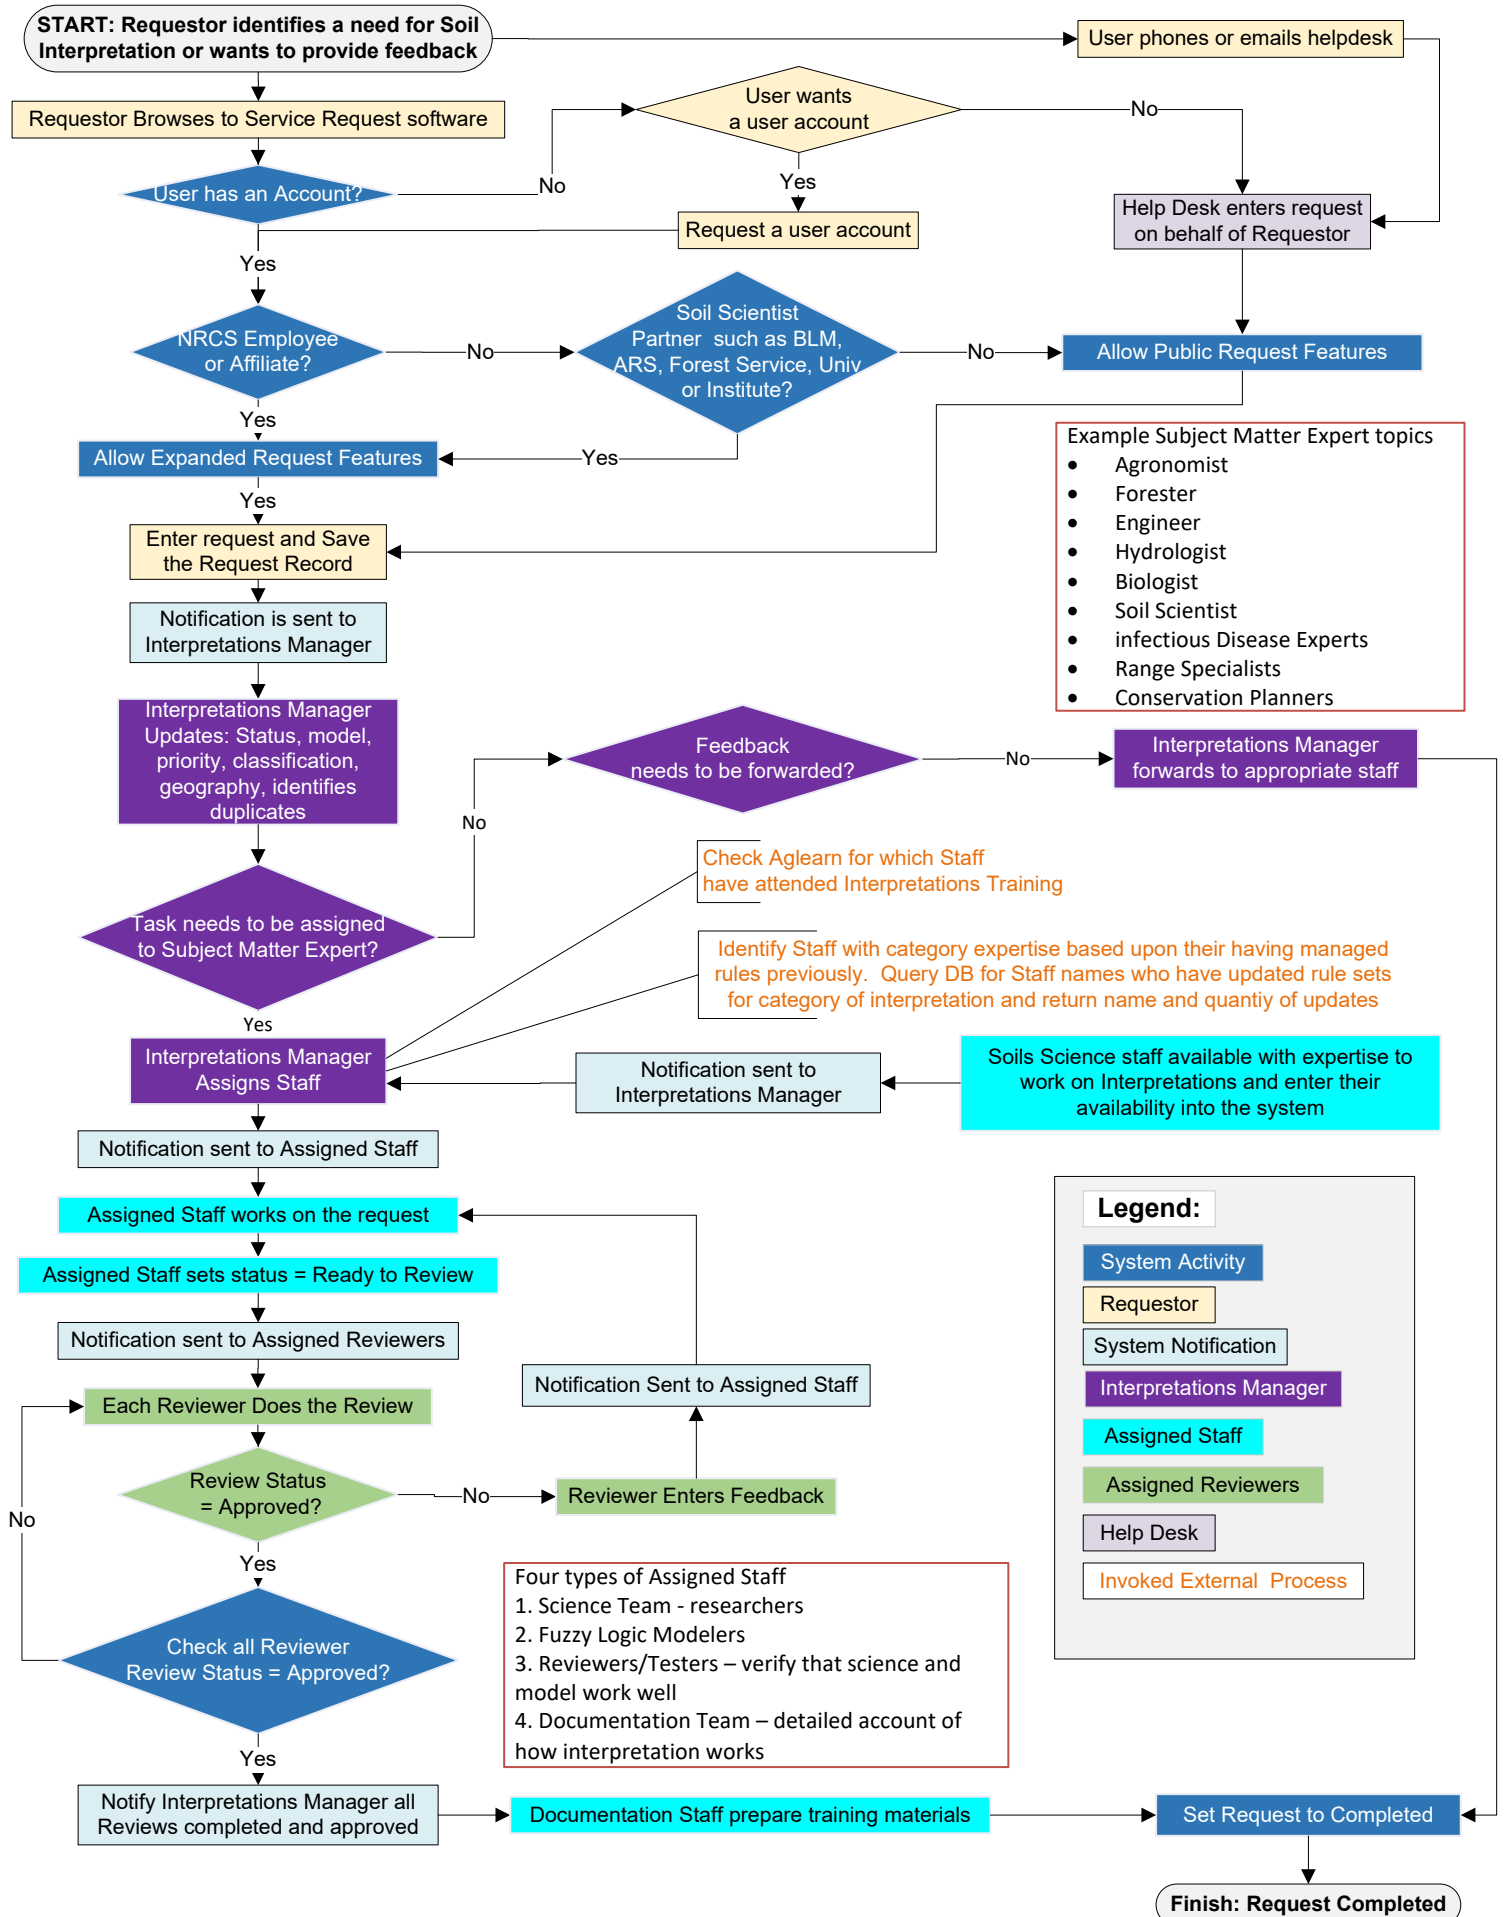 START: Requestor identifies a need for Soil
Interpretation or wants to provide feedback
User phones or emails helpdesk
Requestor Browses to Service Request software
User wants
a user account
No
User has an Account?
No
Yes
Request a user account
Help Desk enters request
on behalf of Requestor
Yes
NRCS Employee
or Affiliate?
No
Soil Scientist
Partner  such as BLM,
ARS, Forest Service, Univ
or Institute?
No
Allow Public Request Features
Yes
Allow Expanded Request Features
Yes
Yes
Enter request and Save
the Request Record
Example Subject Matter Expert topics
• Agronomist
• Forester
• Engineer
• Hydrologist
• Biologist
• Soil Scientist
• infectious Disease Experts
• Range Specialists
• Conservation Planners
Notification is sent to
Interpretations Manager
Interpretations Manager
Updates: Status, model,
priority, classification,
geography, identifies
duplicates
No
Feedback
needs to be forwarded?
No
Interpretations Manager
forwards to appropriate staff
Task needs to be assigned
to Subject Matter Expert?
Check Aglearn for which Staff
have attended Interpretations Training
Identify Staff with category expertise based upon their having managed
rules previously.  Query DB for Staff names who have updated rule sets
for category of interpretation and return name and quantiy of updates
Yes
Interpretations Manager
Assigns Staff
Notification sent to
Interpretations Manager
Soils Science staff available with expertise to
work on Interpretations and enter their
availability into the system
Notification sent to Assigned Staff
Assigned Staff works on the request
Assigned Staff sets status = Ready to Review
Notification sent to Assigned Reviewers
Each Reviewer Does the Review
Notification Sent to Assigned Staff
Review Status
= Approved?
No
Reviewer Enters Feedback
No
Yes
Check all Reviewer
Review Status = Approved?
Four types of Assigned Staff
1. Science Team - researchers
2. Fuzzy Logic Modelers
3. Reviewers/Testers – verify that science and
model work well
4. Documentation Team – detailed account of
how interpretation works
Legend:
System Activity
Requestor
System Notification
Interpretations Manager
Assigned Staff
Assigned Reviewers
Help Desk
Invoked External  Process
Yes
Notify Interpretations Manager all
Reviews completed and approved
Documentation Staff prepare training materials
Set Request to Completed
Finish: Request Completed